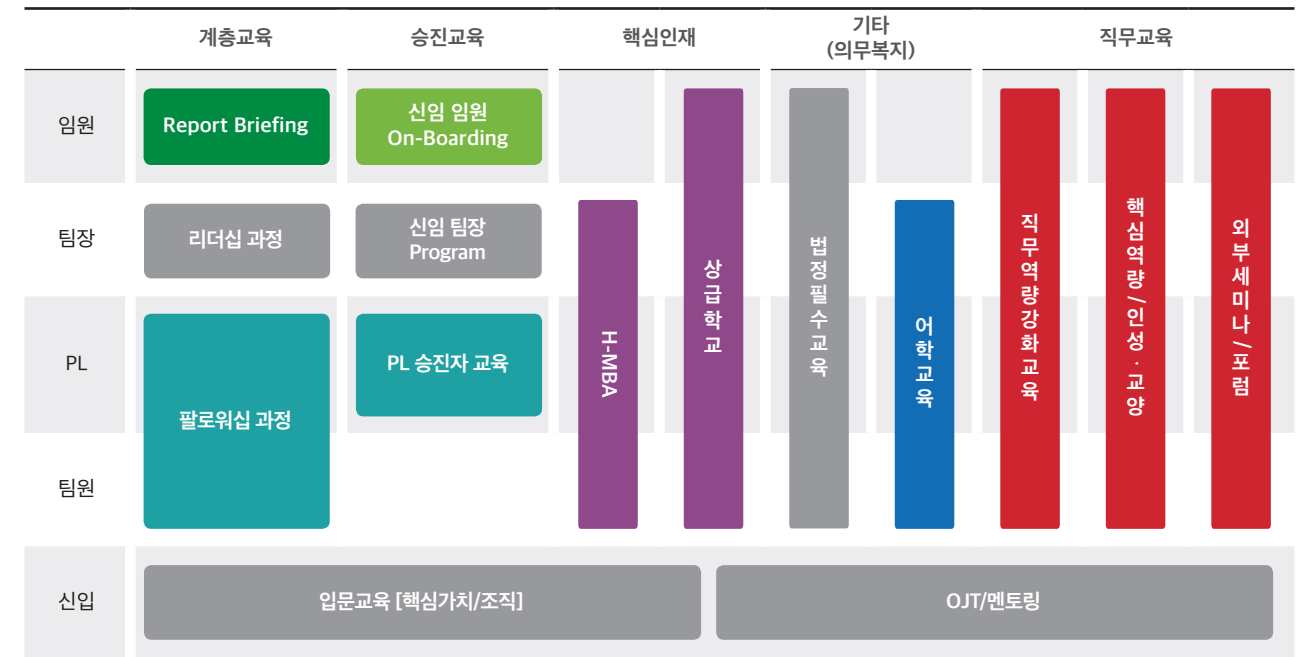 계층교육
승진교육
핵심인재
기타
(의무복지)
직무교육
임원
Report Briefing
신임 임원
On-Boarding
팀장
리더십 과정
신임 팀장
Program
PL
팔로워십 과정
PL 승진자 교육
팀원
H-MBA
상급학교
법정필수교육
어학교육
직무역량강화교육
핵심역량/인성·교양
외부세미나/포럼
신입
입문교육 [핵심가치/조직]
OJT/멘토링